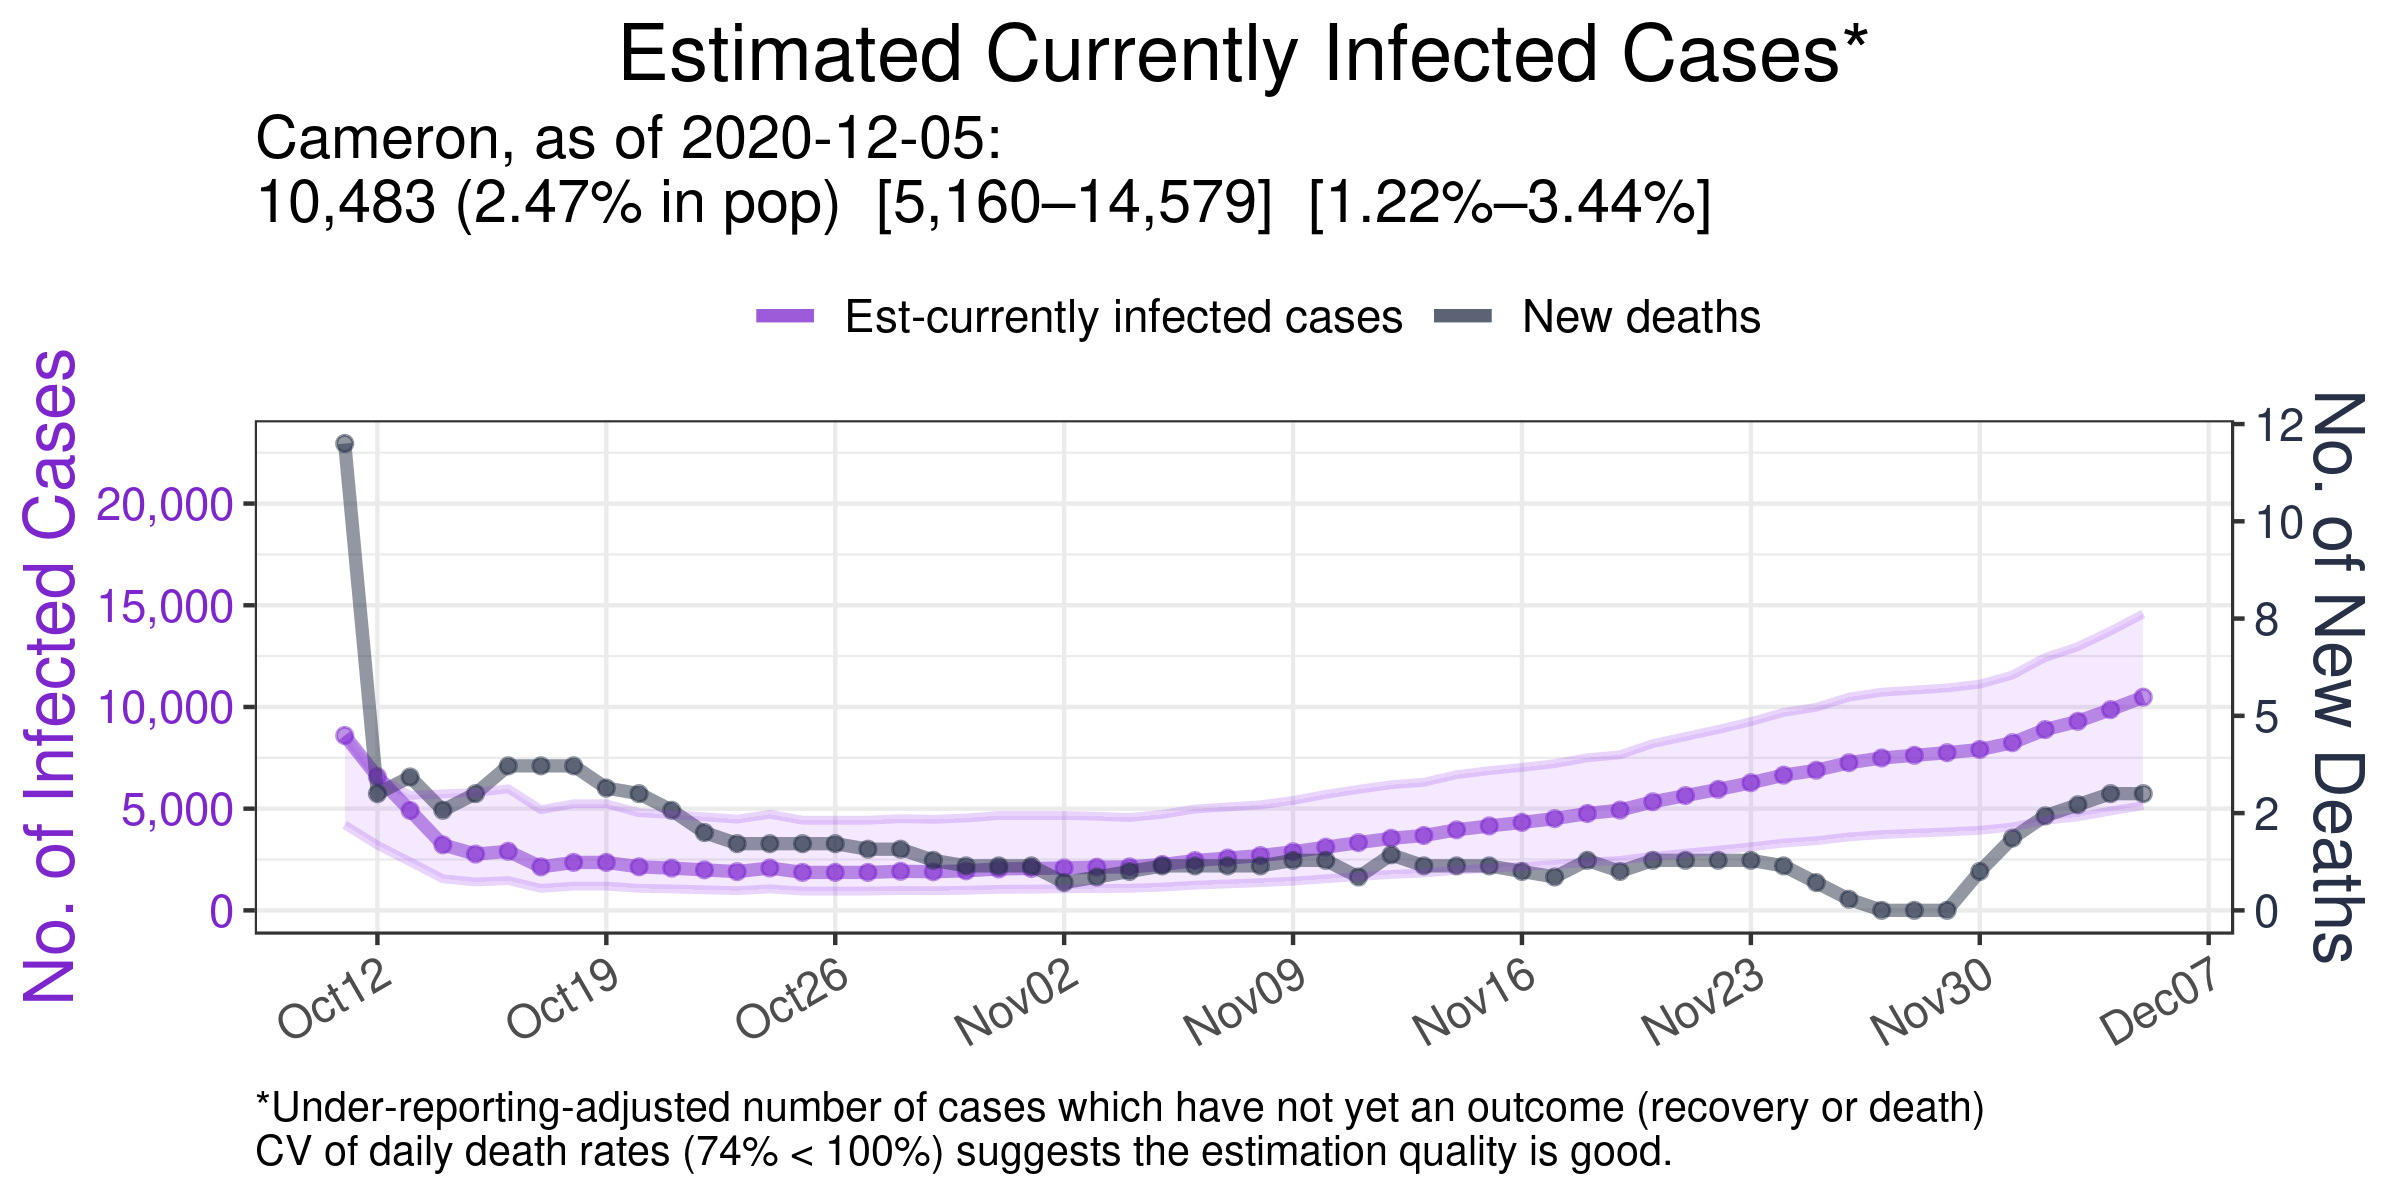 Estimated Currently Infected Cases*
Cameron, as of 2020-12-05:
10,483 (2.47% in pop)  [5,160–14,579]  [1.22%–3.44%]
Est-currently infected cases
New deaths
No. of Infected Cases
20,000
15,000
10,000
5,000
0
12
10
8
5
2
0
No. of New Deaths
Oct12
Oct19
Oct26
Nov02
Nov09
Nov16
Nov23
Nov30
Dec07
*Under-reporting-adjusted number of cases which have not yet an outcome (recovery or death)
CV of daily death rates (74% < 100%) suggests the estimation quality is good.